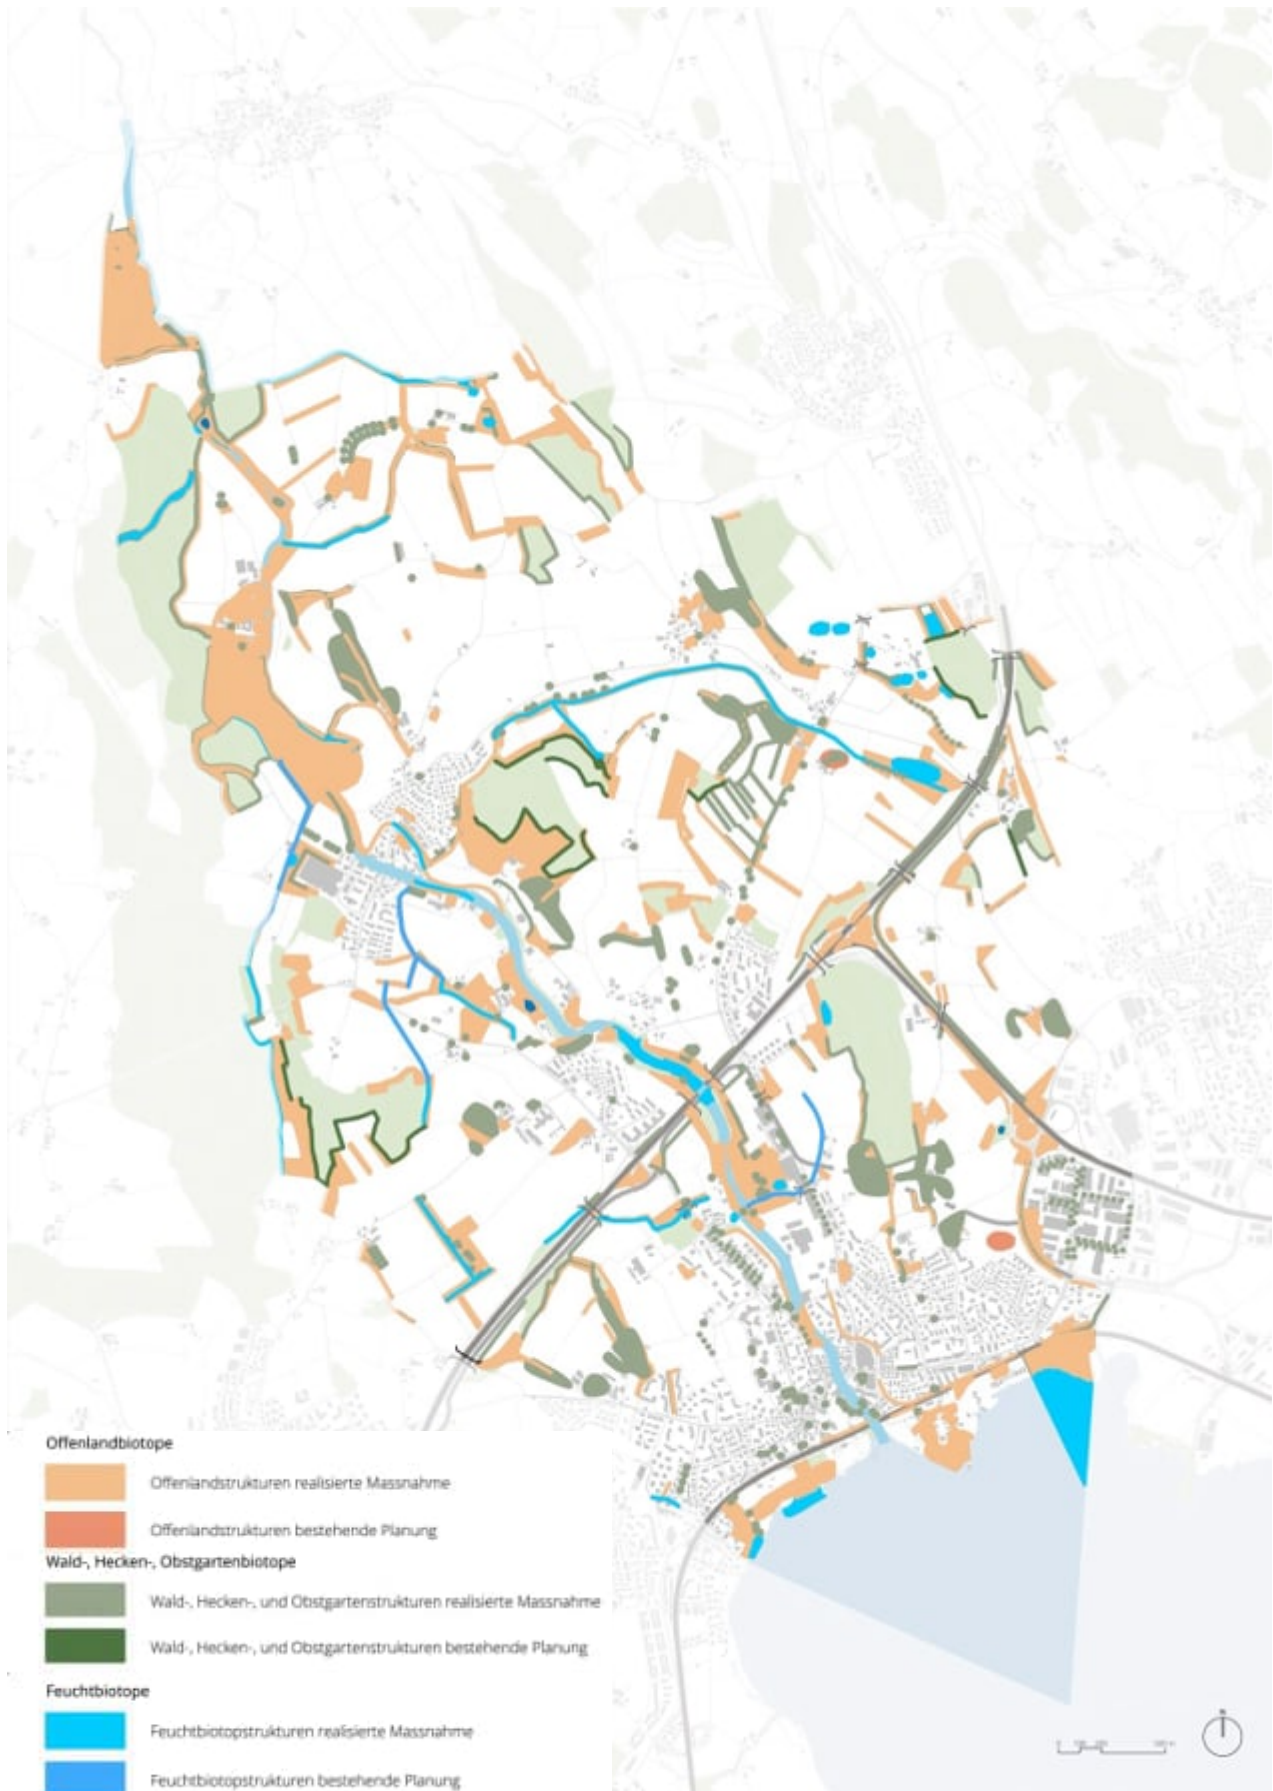 Offenlandbiotope
Offenlandstrukturen realisierte Massnahme
Offenlandstrukturen bestehende Planung
Wald-, Hecken-, Obstgartenbiotope
Wald-, Hecken-, und Obstgartenstrukturen realisierte Massnahme
Wald-, Hecken-, und Obstgartenstrukturen bestehende Planung
Feuchtbiotope
Feuchtbiotopstrukturen realisierte Massnahme
Feuchtbiotopstrukturen bestehende Planung